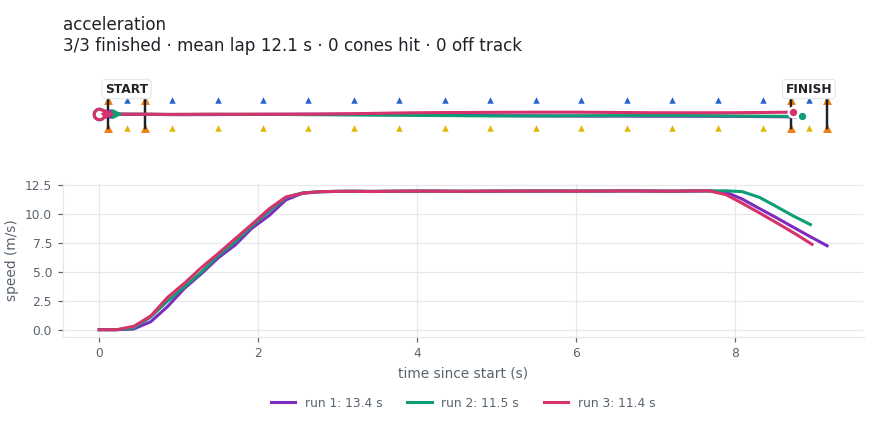 acceleration
3/3 finished · mean lap 12.1 s · 0 cones hit · 0 off track
START
FINISH
12.5
10.0
7.5
5.0
2.5
0.0
speed (m/s)
0
2
4
6
8
time since start (s)
run 1: 13.4 s
run 2: 11.5 s
run 3: 11.4 s